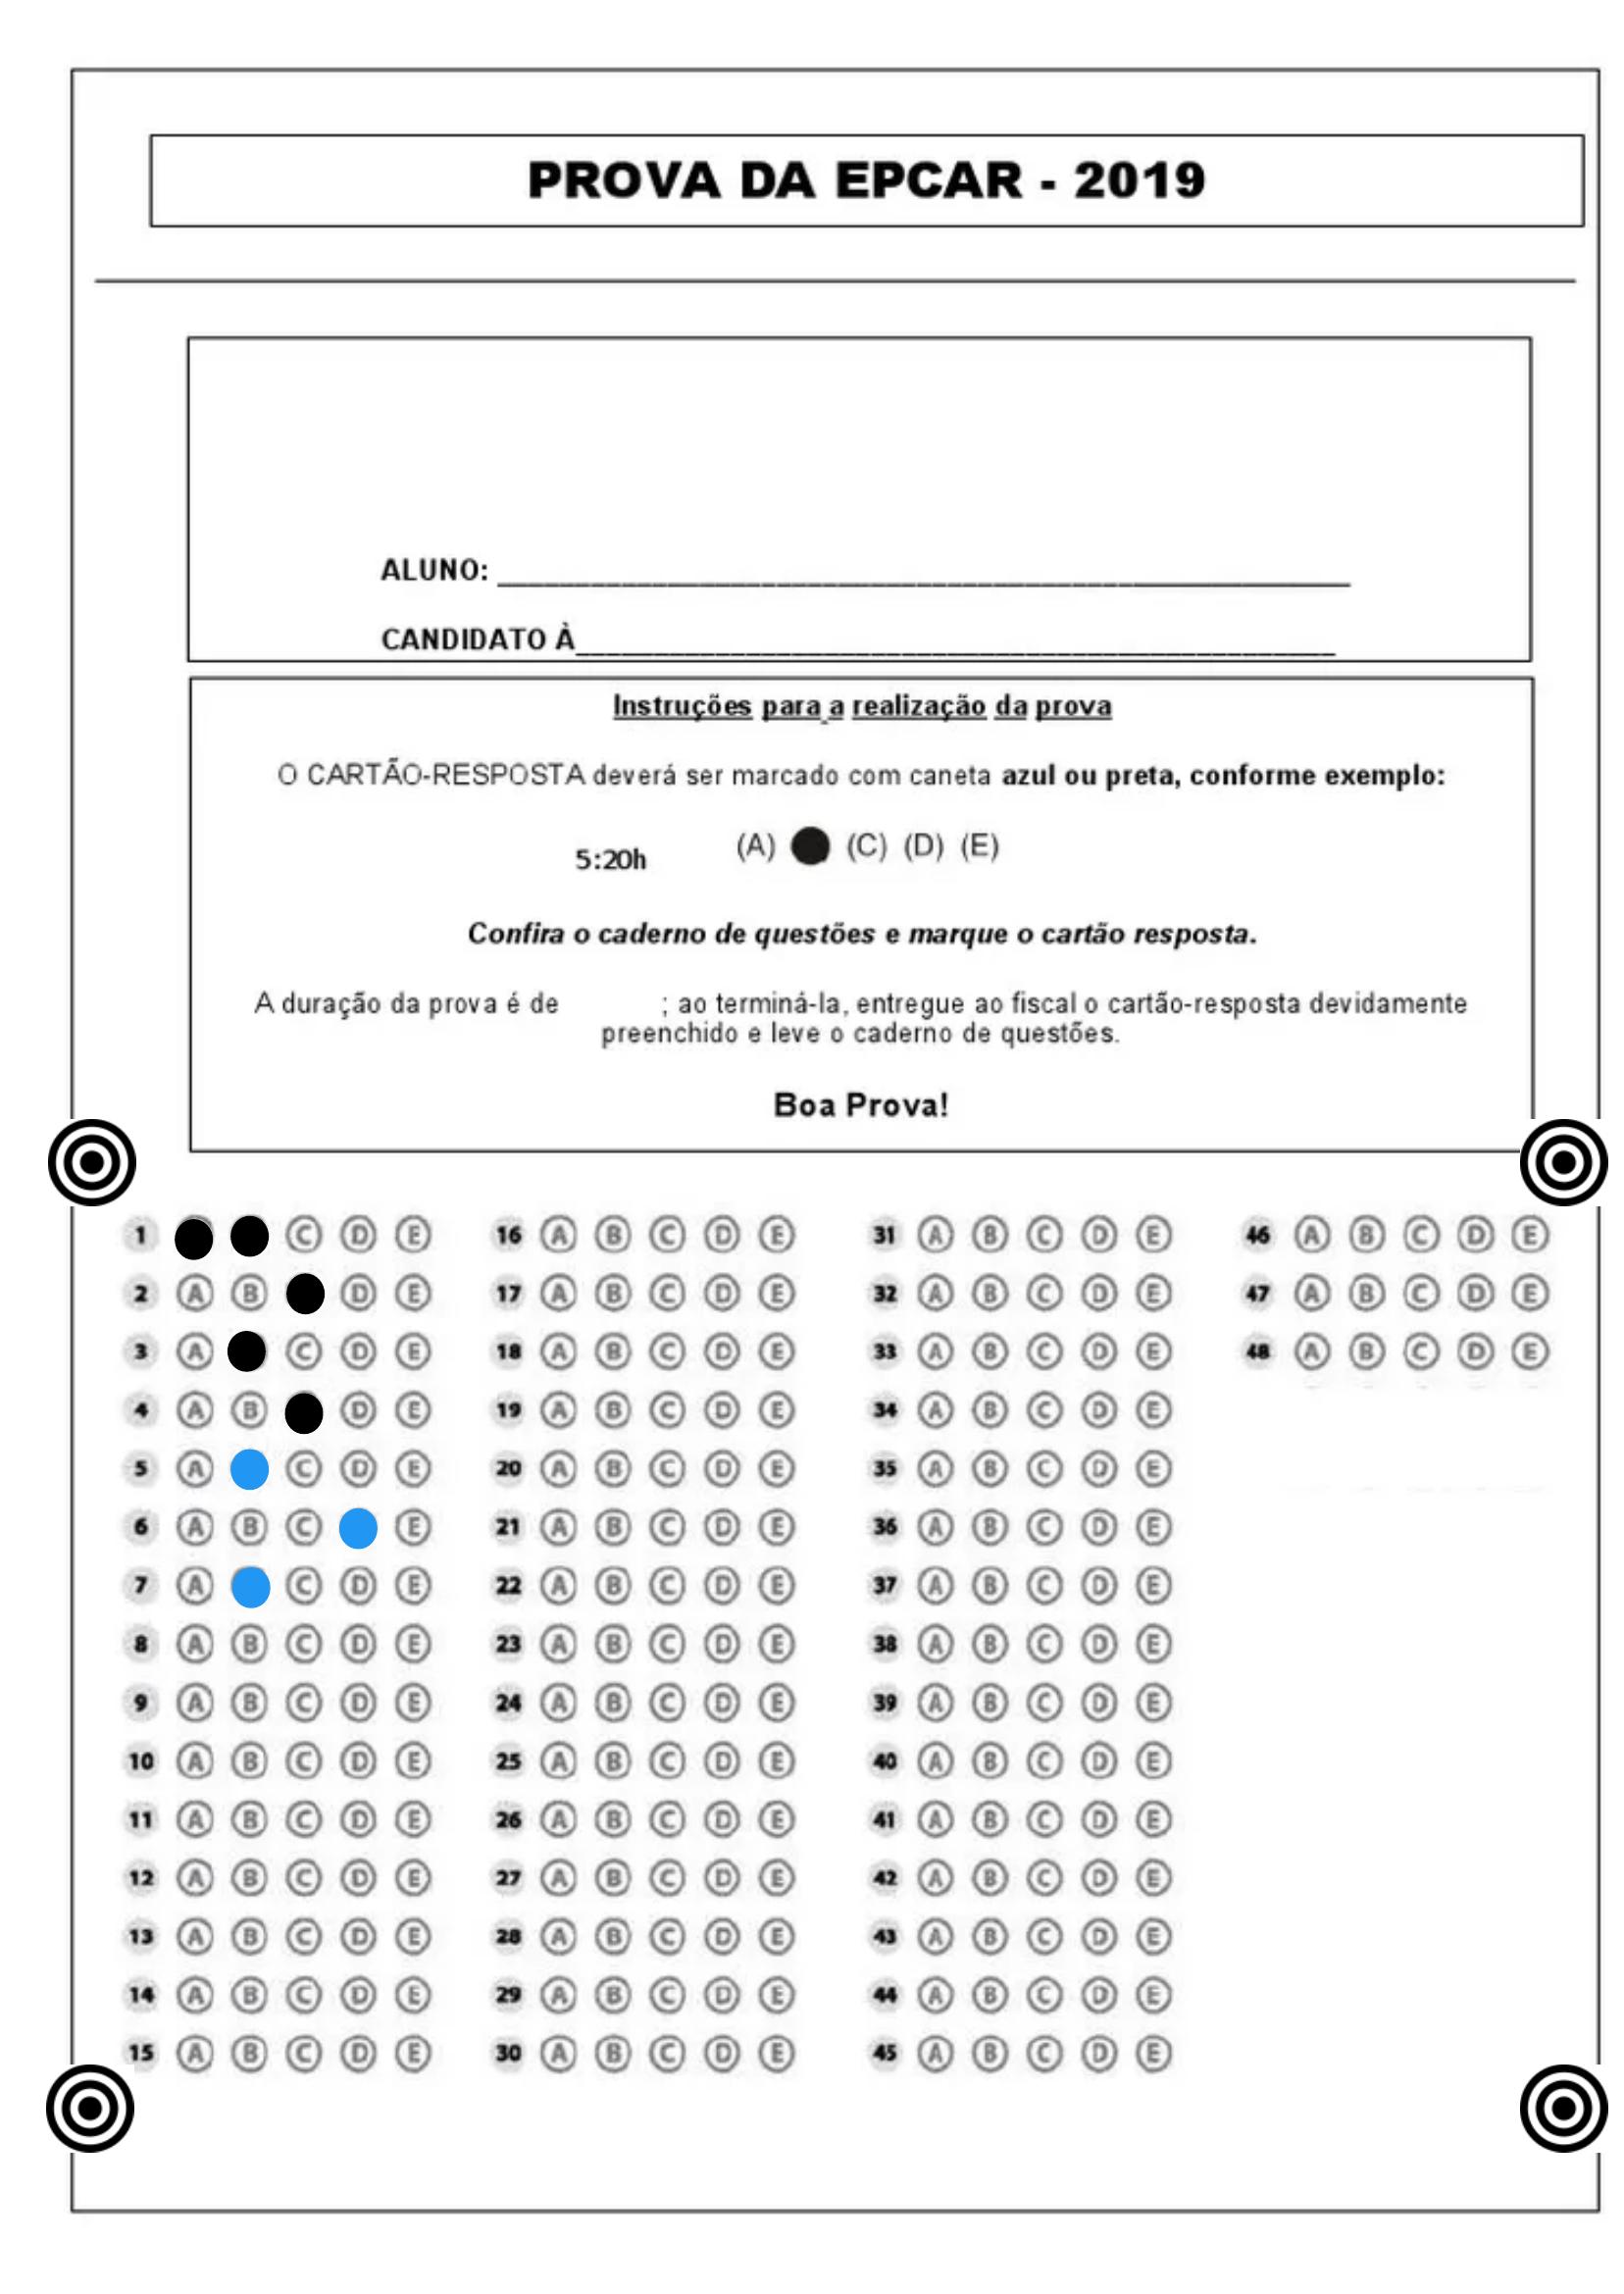 PROVA DA EPCAR - 2019
ALUNO: ____________________
CANDIDATO À____________________
Instruções para a realização da prova
O CARTÃO-RESPOSTA deverá ser marcado com caneta azul ou preta, conforme exemplo:
5:20h (A) (C) (D) (E)
Confira o caderno de questões e marque o cartão resposta.
A duração da prova é de ; ao terminá-la, entregue ao fiscal o cartão-resposta devidamente
preenchido e leve o caderno de questões.
Boa Prova!
1 C D E 16 A B C D E 31 A B C D E 46 A B C D E
2 A B D E 17 A B C D E 32 A B C D E 47 A B C D E
3 A C D E 18 A B C D E 33 A B C D E 48 A B C D E
4 A B D E 19 A B C D E 34 A B C D E
5 A C D E 20 A B C D E 35 A B C D E
6 A B C E 21 A B C D E 36 A B C D E
7 A C D E 22 A B C D E 37 A B C D E
8 A B C D E 23 A B C D E 38 A B C D E
9 A B C D E 24 A B C D E 39 A B C D E
10 A B C D E 25 A B C D E 40 A B C D E
11 A B C D E 26 A B C D E 41 A B C D E
12 A B C D E 27 A B C D E 42 A B C D E
13 A B C D E 28 A B C D E 43 A B C D E
14 A B C D E 29 A B C D E 44 A B C D E
15 A B C D E 30 A B C D E 45 A B C D E